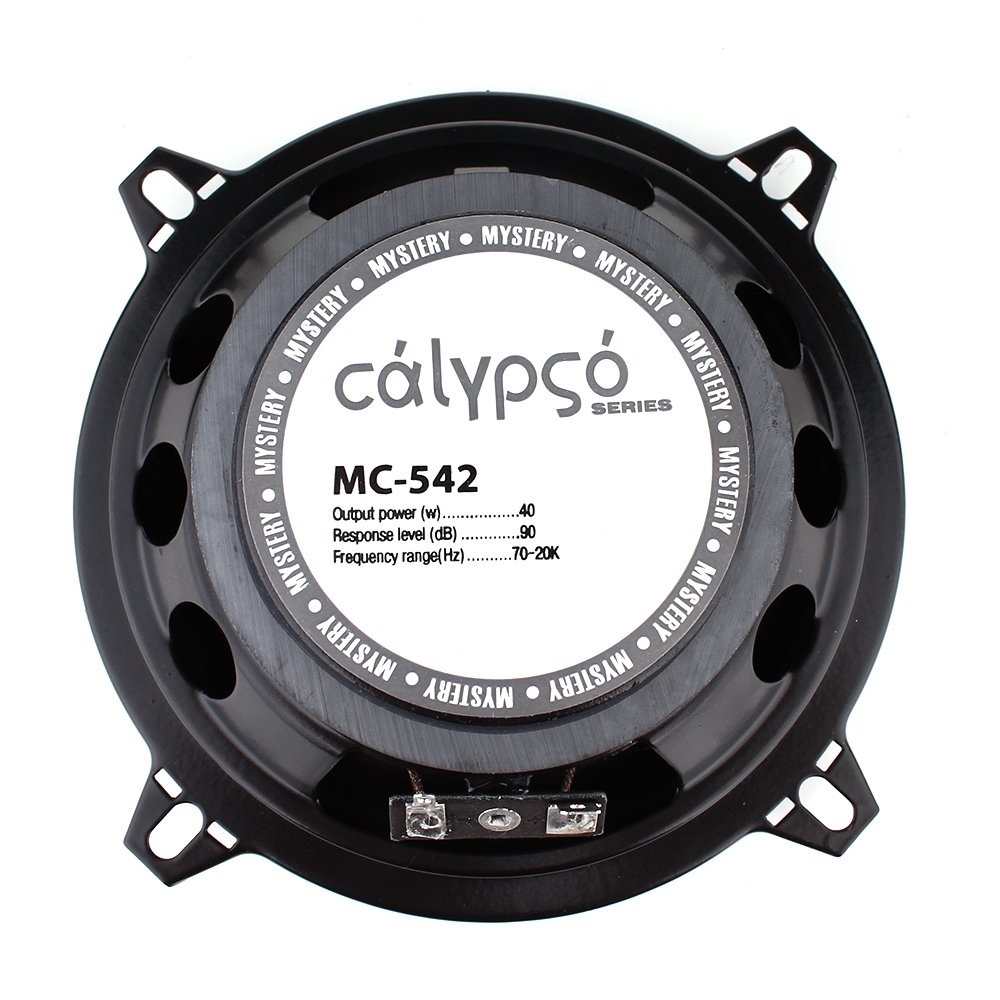 MYSTERY • MYSTERY • MYSTERY • MYSTERY • MYSTERY • MYSTERY • MYSTERY • MYSTERY • MYSTERY • MYSTERY • MYSTERY • MYSTERY • MYSTERY •
cálypsó
SERIES
MC-542
Output power (w).................40
Response level (dB) .............90
Frequency range(Hz)..........70-20K